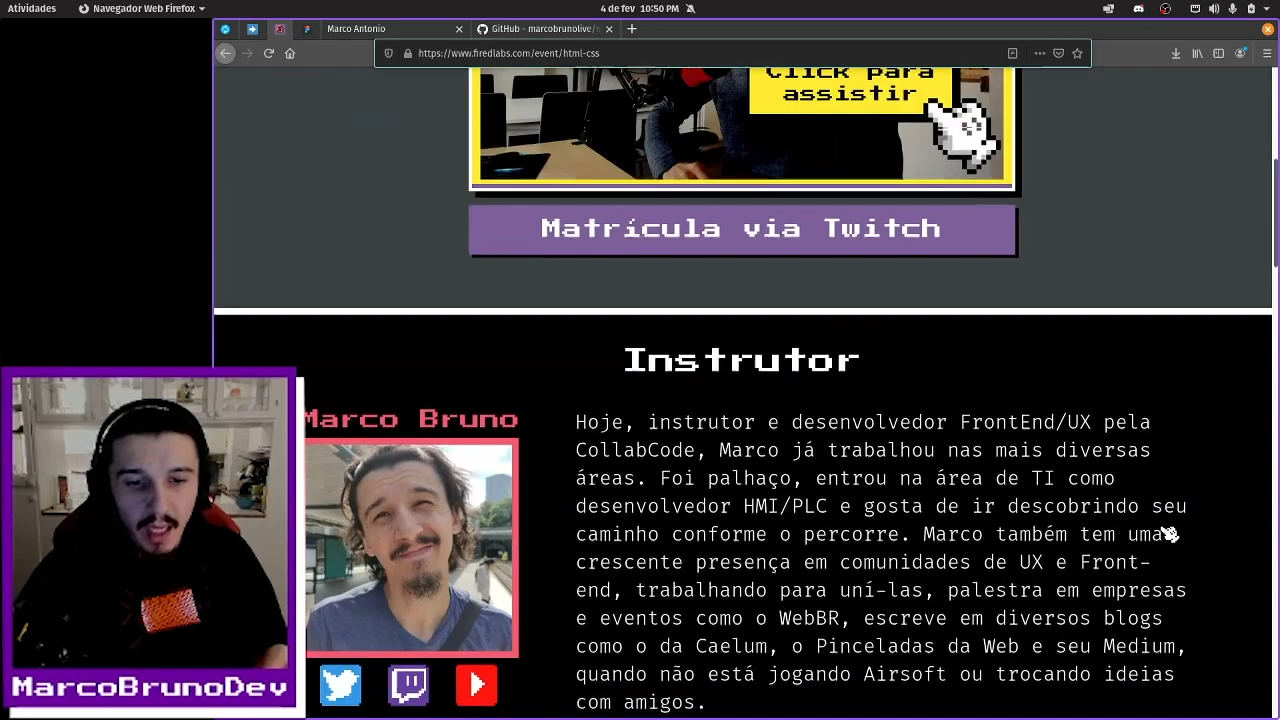 Atividades
Navegador Web Firefox
4 de fev 10:50 PM
Marco Antonio
GitHub - marcobrunolive/
https://www.firedlabs.com/event/html-css
Click para
assistir
Matrícula via Twitch
Instrutor
Marco Bruno
Hoje, instrutor e desenvolvedor FrontEnd/UX pela
CollabCode, Marco já trabalhou nas mais diversas
áreas. Foi palhaço, entrou na área de TI como
desenvolvedor HMI/PLC e gosta de ir descobrindo seu
caminho conforme o percorre. Marco também tem uma
crescente presença em comunidades de UX e Front-
end, trabalhando para uní-las, palestra em empresas
e eventos como o WebBR, escreve em diversos blogs
como o da Caelum, o Pinceladas da Web e seu Medium,
quando não está jogando Airsoft ou trocando ideias
com amigos.
MarcoBrunoDev